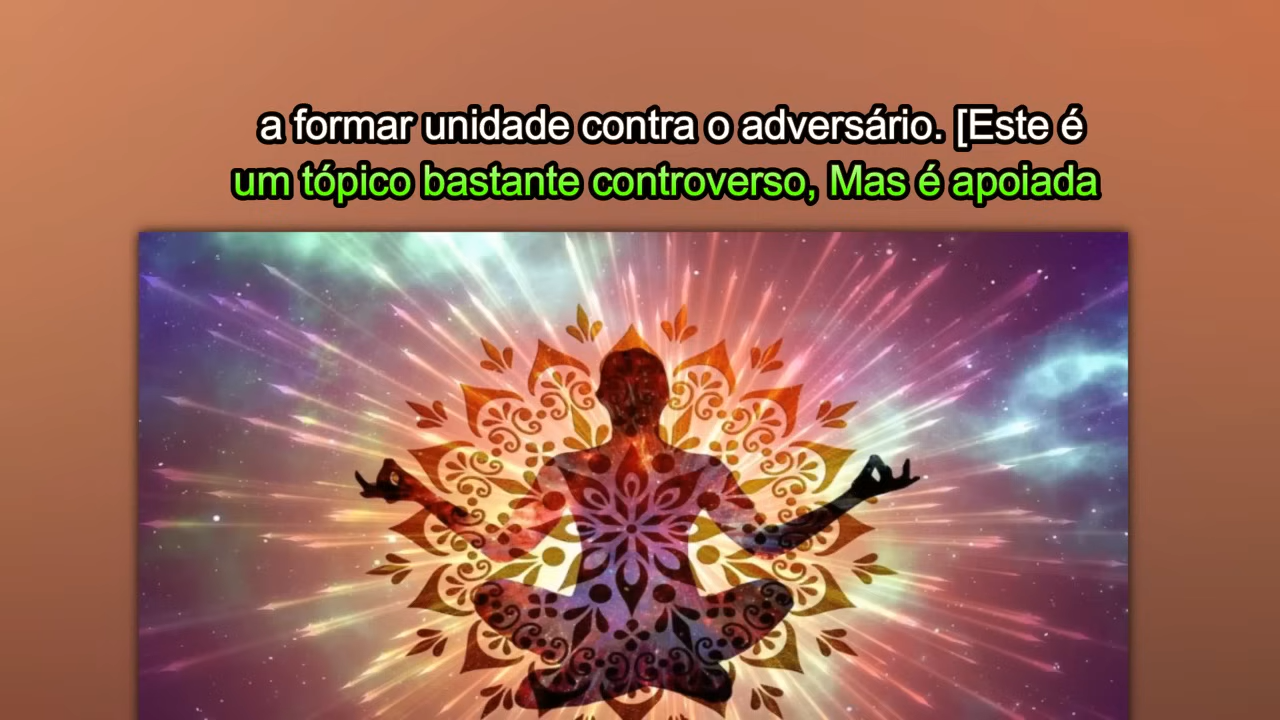 a formar unidade contra o adversário. [Este é
um tópico bastante controverso, Mas é apoiada